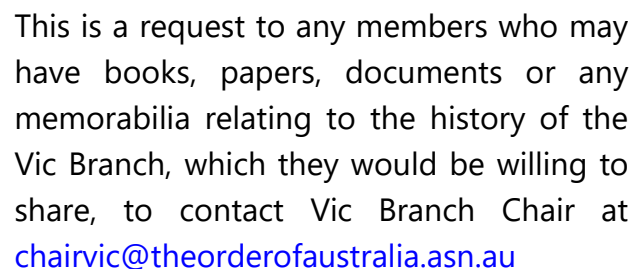 This is a request to any members who may
have books, papers, documents or any
memorabilia relating to the history of the
Vic Branch, which they would be willing to
share, to contact Vic Branch Chair at
chairvic@theorderofaustralia.asn.au